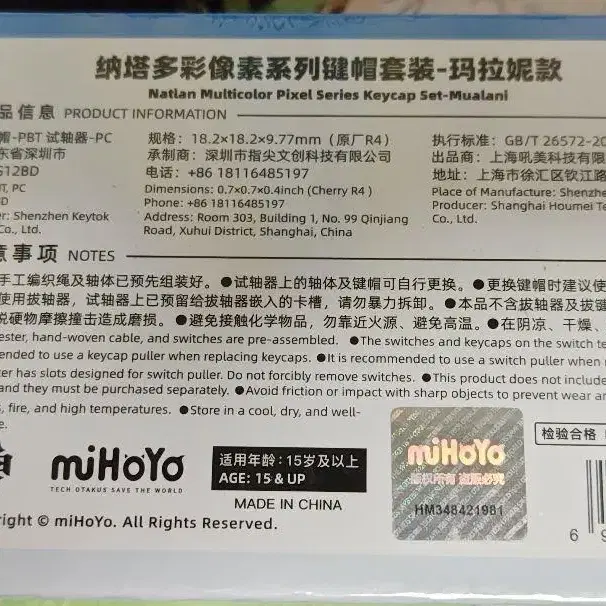 纳塔多彩像素系列键帽套装-玛拉妮款
Natlan Multicolor Pixel Series Keycap Set-Mualani
品信息 PRODUCT INFORMATION
帽-PBT 试轴器-PC
规格：18.2×18.2×9.77mm（原厂R4）
执行标准：GB/T 26572-20
东省深圳市
承制商：深圳市指尖文创科技有限公司
出品商：上海吼美科技有限
S12BD
电话：+86 18116485197
地址：上海市徐汇区钦江路
T, PC
Dimensions: 0.7x0.7x0.4inch (Cherry R4 )
Place of Manufacture: Shenzhe
D
Phone: +86 18116485197
Producer: Shanghai Houmei Te
er: Shenzhen Keytok
Address: Room 303, Building 1, No. 99 Qinjiang
Co., Ltd.
Co., Ltd.
Road, Xuhui District, Shanghai, China
意事项 NOTES
手工编织绳及轴体已预先组装好。●试轴器上的轴体及键帽可自行更换。●更换键帽时建议使
使用拔轴器，试轴器上已预留给拔轴器嵌入的卡槽，请勿暴力拆卸。●本品不含拔轴器及拔键
锐硬物摩擦撞击造成磨损。●避免接触化学物品，勿靠近火源、避免高温。●在阴凉、干燥、
ester, hand-woven cable, and switches are pre-assembled. ●The switches and keycaps on the switch te
ended to use a keycap puller when replacing keycaps. ●It is recommended to use a switch puller when r
ter has slots designed for switch puller. Do not forcibly remove switches. ●This product does not includ
and they must be purchased separately. ●Avoid friction or impact with sharp objects to prevent wear an
s, fire, and high temperatures. ●Store in a cool, dry, and well-
miHoYo
TECH OTAKUS SAVE THE WORLD
适用年龄：15岁及以上
AGE: 15 & UP
MADE IN CHINA
miHoYo
版权所有 盗版必究
HM348421981
检验合格
right © miHoYo. All Rights Reserved.
6 9